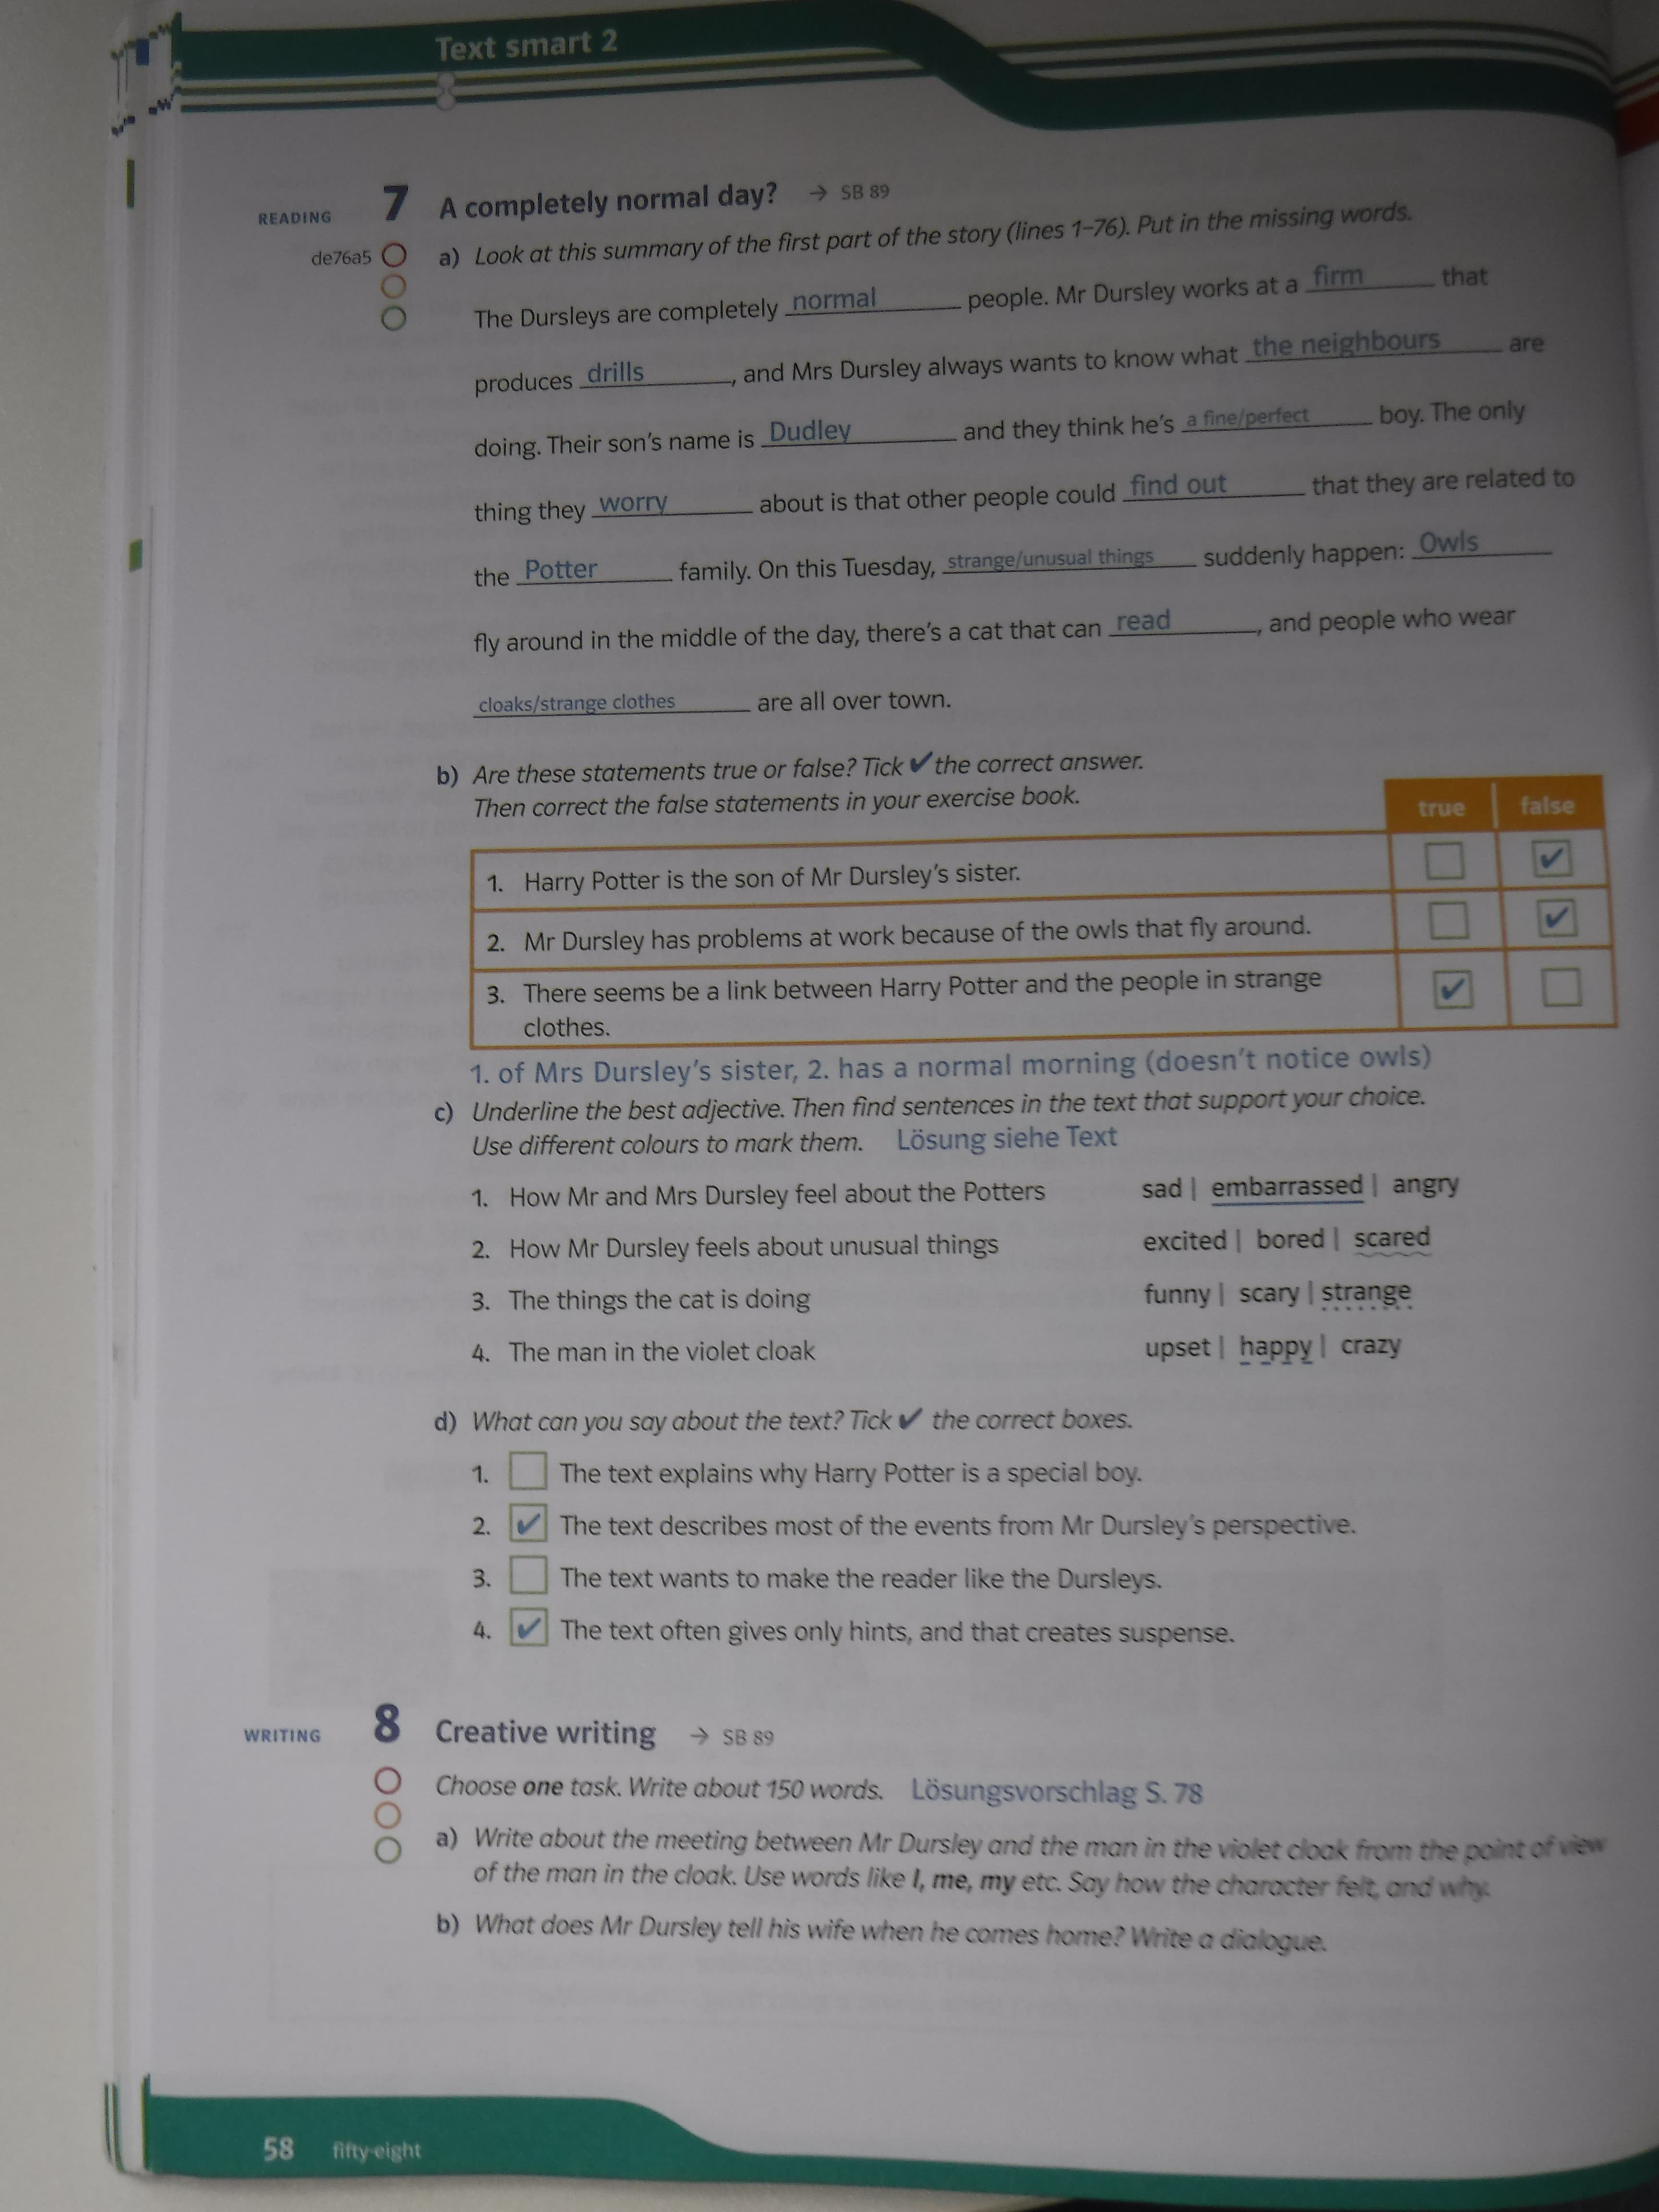 Text smart 2
READING 7 A completely normal day? → SB 89
de76a5 a) Look at this summary of the first part of the story (lines 1–76). Put in the missing words.
The Dursleys are completely normal people. Mr Dursley works at a firm that
produces drills, and Mrs Dursley always wants to know what the neighbours are
doing. Their son's name is Dudley and they think he's a fine/perfect boy. The only
thing they worry about is that other people could find out that they are related to
the Potter family. On this Tuesday, strange/unusual things suddenly happen: Owls
fly around in the middle of the day, there's a cat that can read, and people who wear
cloaks/strange clothes are all over town.
b) Are these statements true or false? Tick ✔ the correct answer.
Then correct the false statements in your exercise book.
true | false
1. Harry Potter is the son of Mr Dursley's sister. ✔
2. Mr Dursley has problems at work because of the owls that fly around. ✔
3. There seems be a link between Harry Potter and the people in strange ✔
clothes.
1. of Mrs Dursley's sister, 2. has a normal morning (doesn't notice owls)
c) Underline the best adjective. Then find sentences in the text that support your choice.
Use different colours to mark them. Lösung siehe Text
1. How Mr and Mrs Dursley feel about the Potters sad | embarrassed | angry
2. How Mr Dursley feels about unusual things excited | bored | scared
3. The things the cat is doing funny | scary | strange
4. The man in the violet cloak upset | happy | crazy
d) What can you say about the text? Tick ✔ the correct boxes.
1. The text explains why Harry Potter is a special boy.
2. ✔ The text describes most of the events from Mr Dursley's perspective.
3. The text wants to make the reader like the Dursleys.
4. ✔ The text often gives only hints, and that creates suspense.
WRITING 8 Creative writing → SB 89
Choose one task. Write about 150 words. Lösungsvorschlag S. 78
a) Write about the meeting between Mr Dursley and the man in the violet cloak from the point of view
of the man in the cloak. Use words like I, me, my etc. Say how the character felt, and why.
b) What does Mr Dursley tell his wife when he comes home? Write a dialogue.
58 fifty-eight